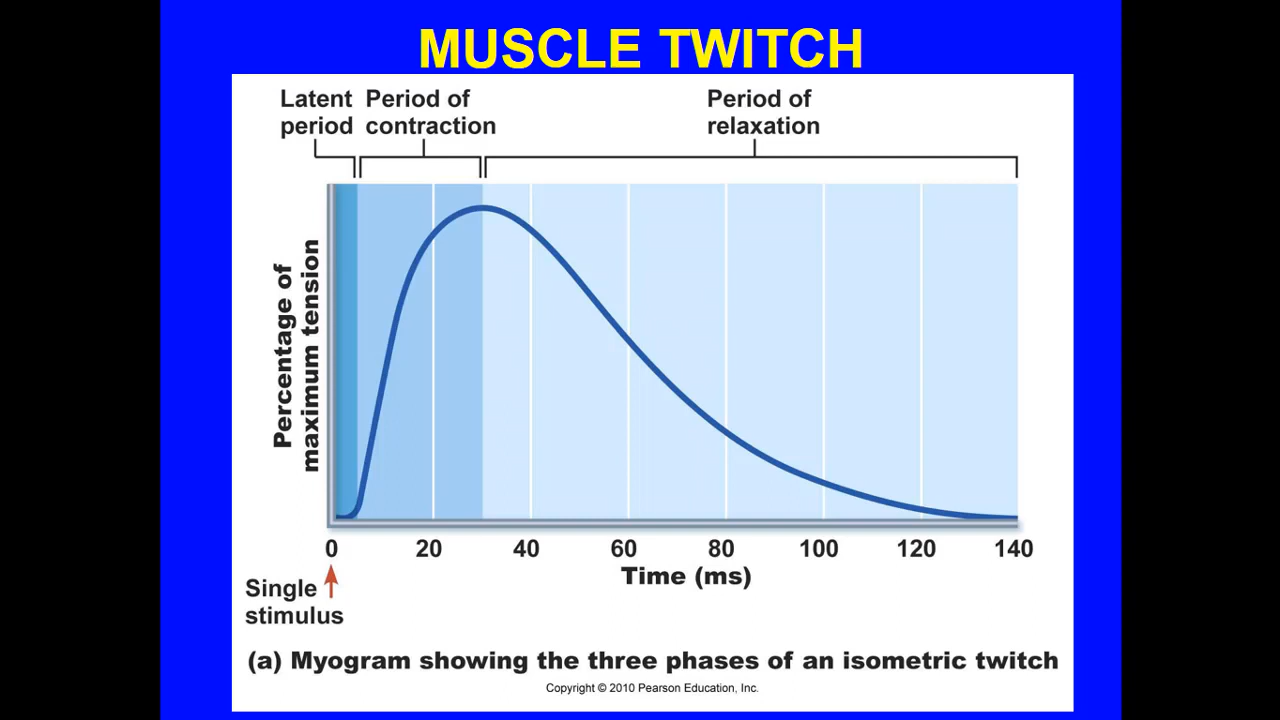 MUSCLE TWITCH
Latent period
Period of contraction
Period of relaxation
Percentage of maximum tension
0 20 40 60 80 100 120 140
Time (ms)
Single stimulus
(a) Myogram showing the three phases of an isometric twitch
Copyright © 2010 Pearson Education, Inc.